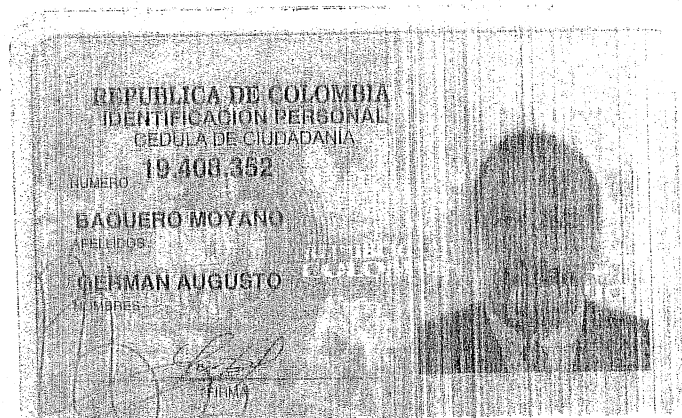 REPUBLICA DE COLOMBIA
IDENTIFICACION PERSONAL
CEDULA DE CIUDADANIA
NUMERO 19.408.352
BAQUERO MOYANO
APELLIDOS
GERMAN AUGUSTO
NOMBRES
COLOMBIA
FIRMA